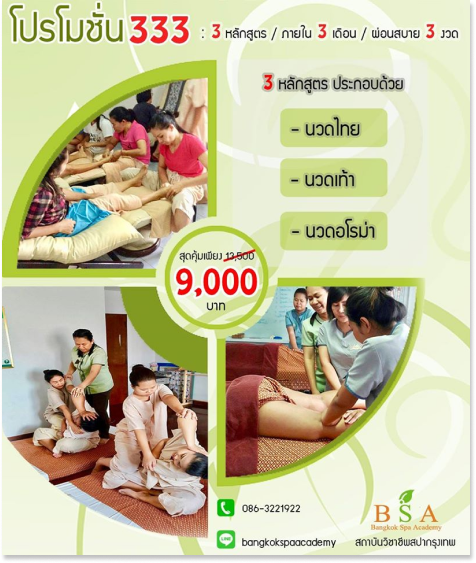 โปรโมชั่น 333 : 3 หลักสูตร / ภายใน 3 เดือน / ผ่อนสบาย 3 งวด
3 หลักสูตร ประกอบด้วย
- นวดไทย
- นวดเท้า
- นวดอโรม่า
สุดคุ้มเพียง 13,500
9,000
บาท
086-3221922
BSA
Bangkok Spa Academy
bangkokspaacademy
สถาบันวิชาชีพสปากรุงเทพ